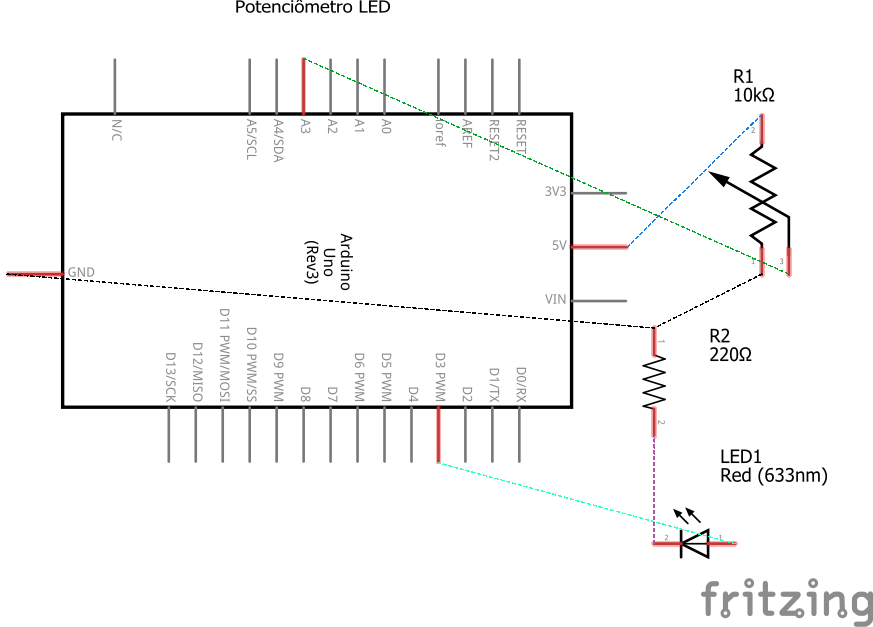 Potenciômetro LED
N/C
A5/SCL
A4/SDA
A3
A2
A1
A0
ioref
AREF
RESET2
RESET
R1
10kΩ
2
3V3
5V
VIN
1
3
Arduino
Uno
(Rev3)
GND
D13/SCK
D12/MISO
D11 PWM/MOSI
D10 PWM/SS
D9 PWM
D8
D7
D6 PWM
D5 PWM
D4
D3 PWM
D2
D1/TX
D0/RX
R2
220Ω
1
2
LED1
Red (633nm)
2
1
fritzing